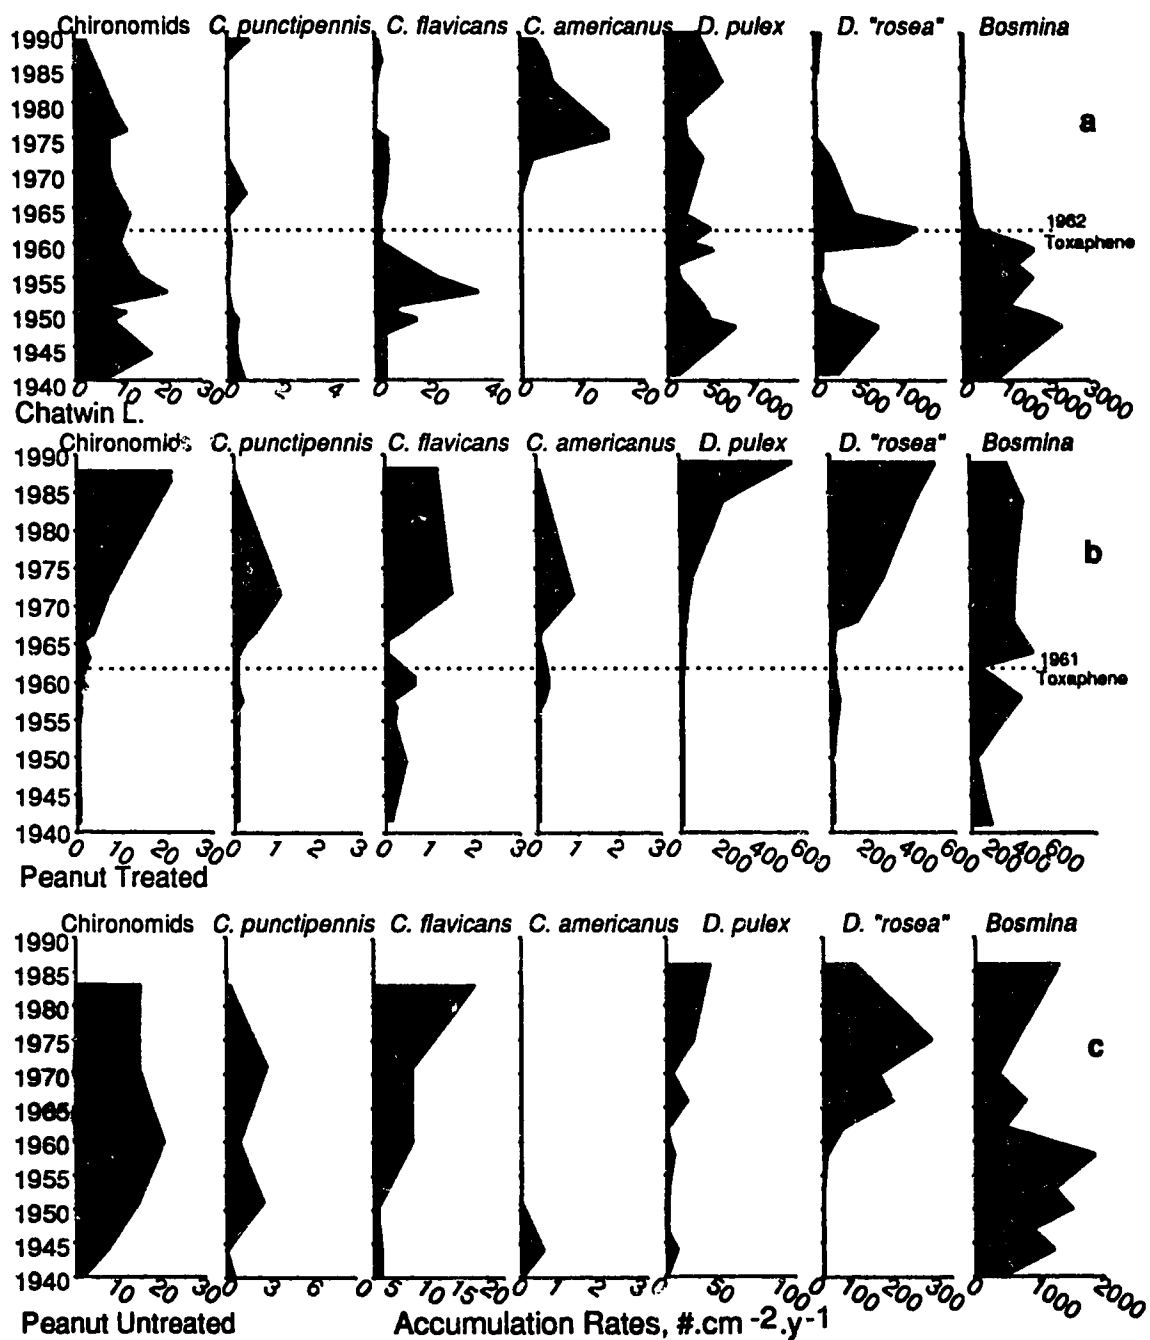 Chironomids C. punctipennis C. flavicans C. americanus D. pulex D. "rosea" Bosmina
1990
1985
1980
a
1975
1970
1965
1962
Toxaphene
1960
1955
1950
1945
1940
0 10 20 30 0 2 4 0 20 40 0 10 20 0 500 1000 0 500 1000 0 1000 2000 3000
Chatwin L.
Chironomids C. punctipennis C. flavicans C. americanus D. pulex D. "rosea" Bosmina
1990
1985
1980
b
1975
1970
1965
1961
Toxaphene
1960
1955
1950
1945
1940
0 10 20 30 0 1 2 3 0 1 2 3 0 1 2 3 0 200 400 600 0 200 400 600 0 200 400 600
Peanut Treated
Chironomids C. punctipennis C. flavicans C. americanus D. pulex D. "rosea" Bosmina
1990
1985
1980
1975
c
1970
1965
1960
1955
1950
1945
1940
10 20 30 0 3 6 0 5 10 15 20 0 1 2 3 0 50 100 0 100 200 300 1000 2000
Peanut Untreated Accumulation Rates, #.cm -2.y-1